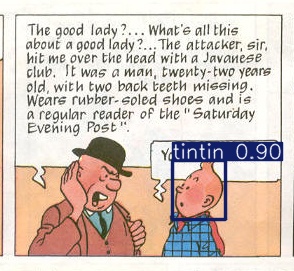 The good lady?... What's all this
about a good lady?...The attacker, sir,
hit me over the head with a Javanese
club. It was a man, twenty-two years
old, with two back teeth missing.
Wears rubber-soled shoes and is
a regular reader of the "Saturday
Evening Post".
tintin 0.90